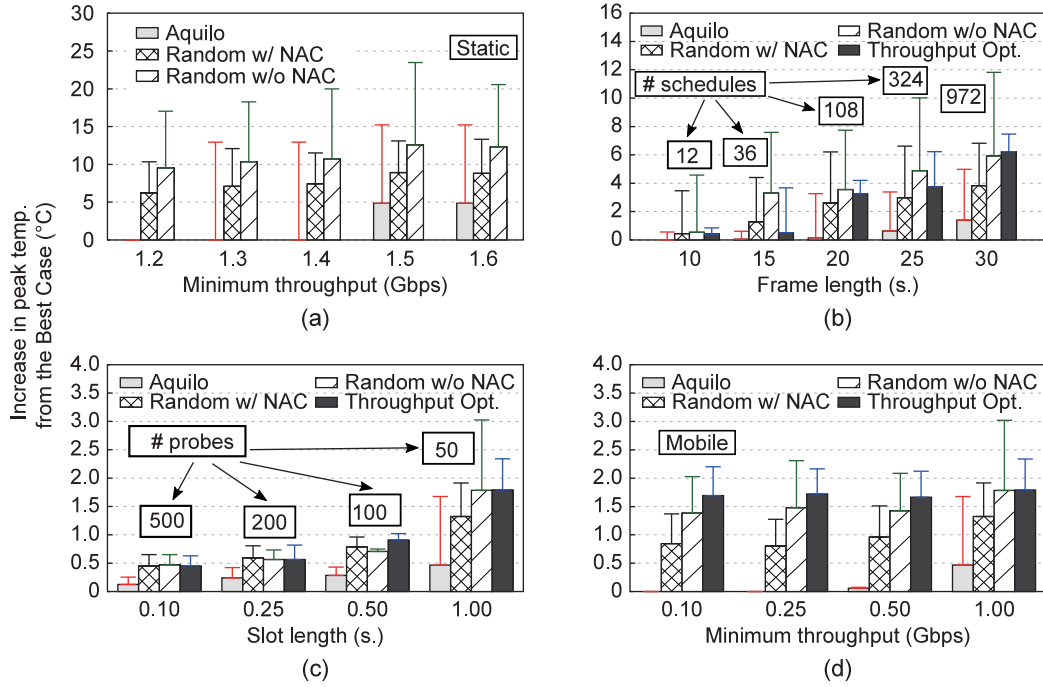 Increase in peak temp.
from the Best Case (°C)
30
25
20
15
10
5
0
Aquilo
Random w/ NAC
Random w/o NAC
Static
1.2 1.3 1.4 1.5 1.6
Minimum throughput (Gbps)
(a)
16
14
12
10
8
6
4
2
0
Aquilo Random w/o NAC
Random w/ NAC Throughput Opt.
# schedules
324
972
108
12
36
10 15 20 25 30
Frame length (s.)
(b)
4.0
3.5
3.0
2.5
2.0
1.5
1.0
0.5
0
Aquilo Random w/o NAC
Random w/ NAC Throughput Opt.
# probes
50
500
200
100
0.10 0.25 0.50 1.00
Slot length (s.)
(c)
4.0
3.5
3.0
2.5
2.0
1.5
1.0
0.5
0
Aquilo Random w/o NAC
Random w/ NAC Throughput Opt.
Mobile
0.10 0.25 0.50 1.00
Minimum throughput (Gbps)
(d)